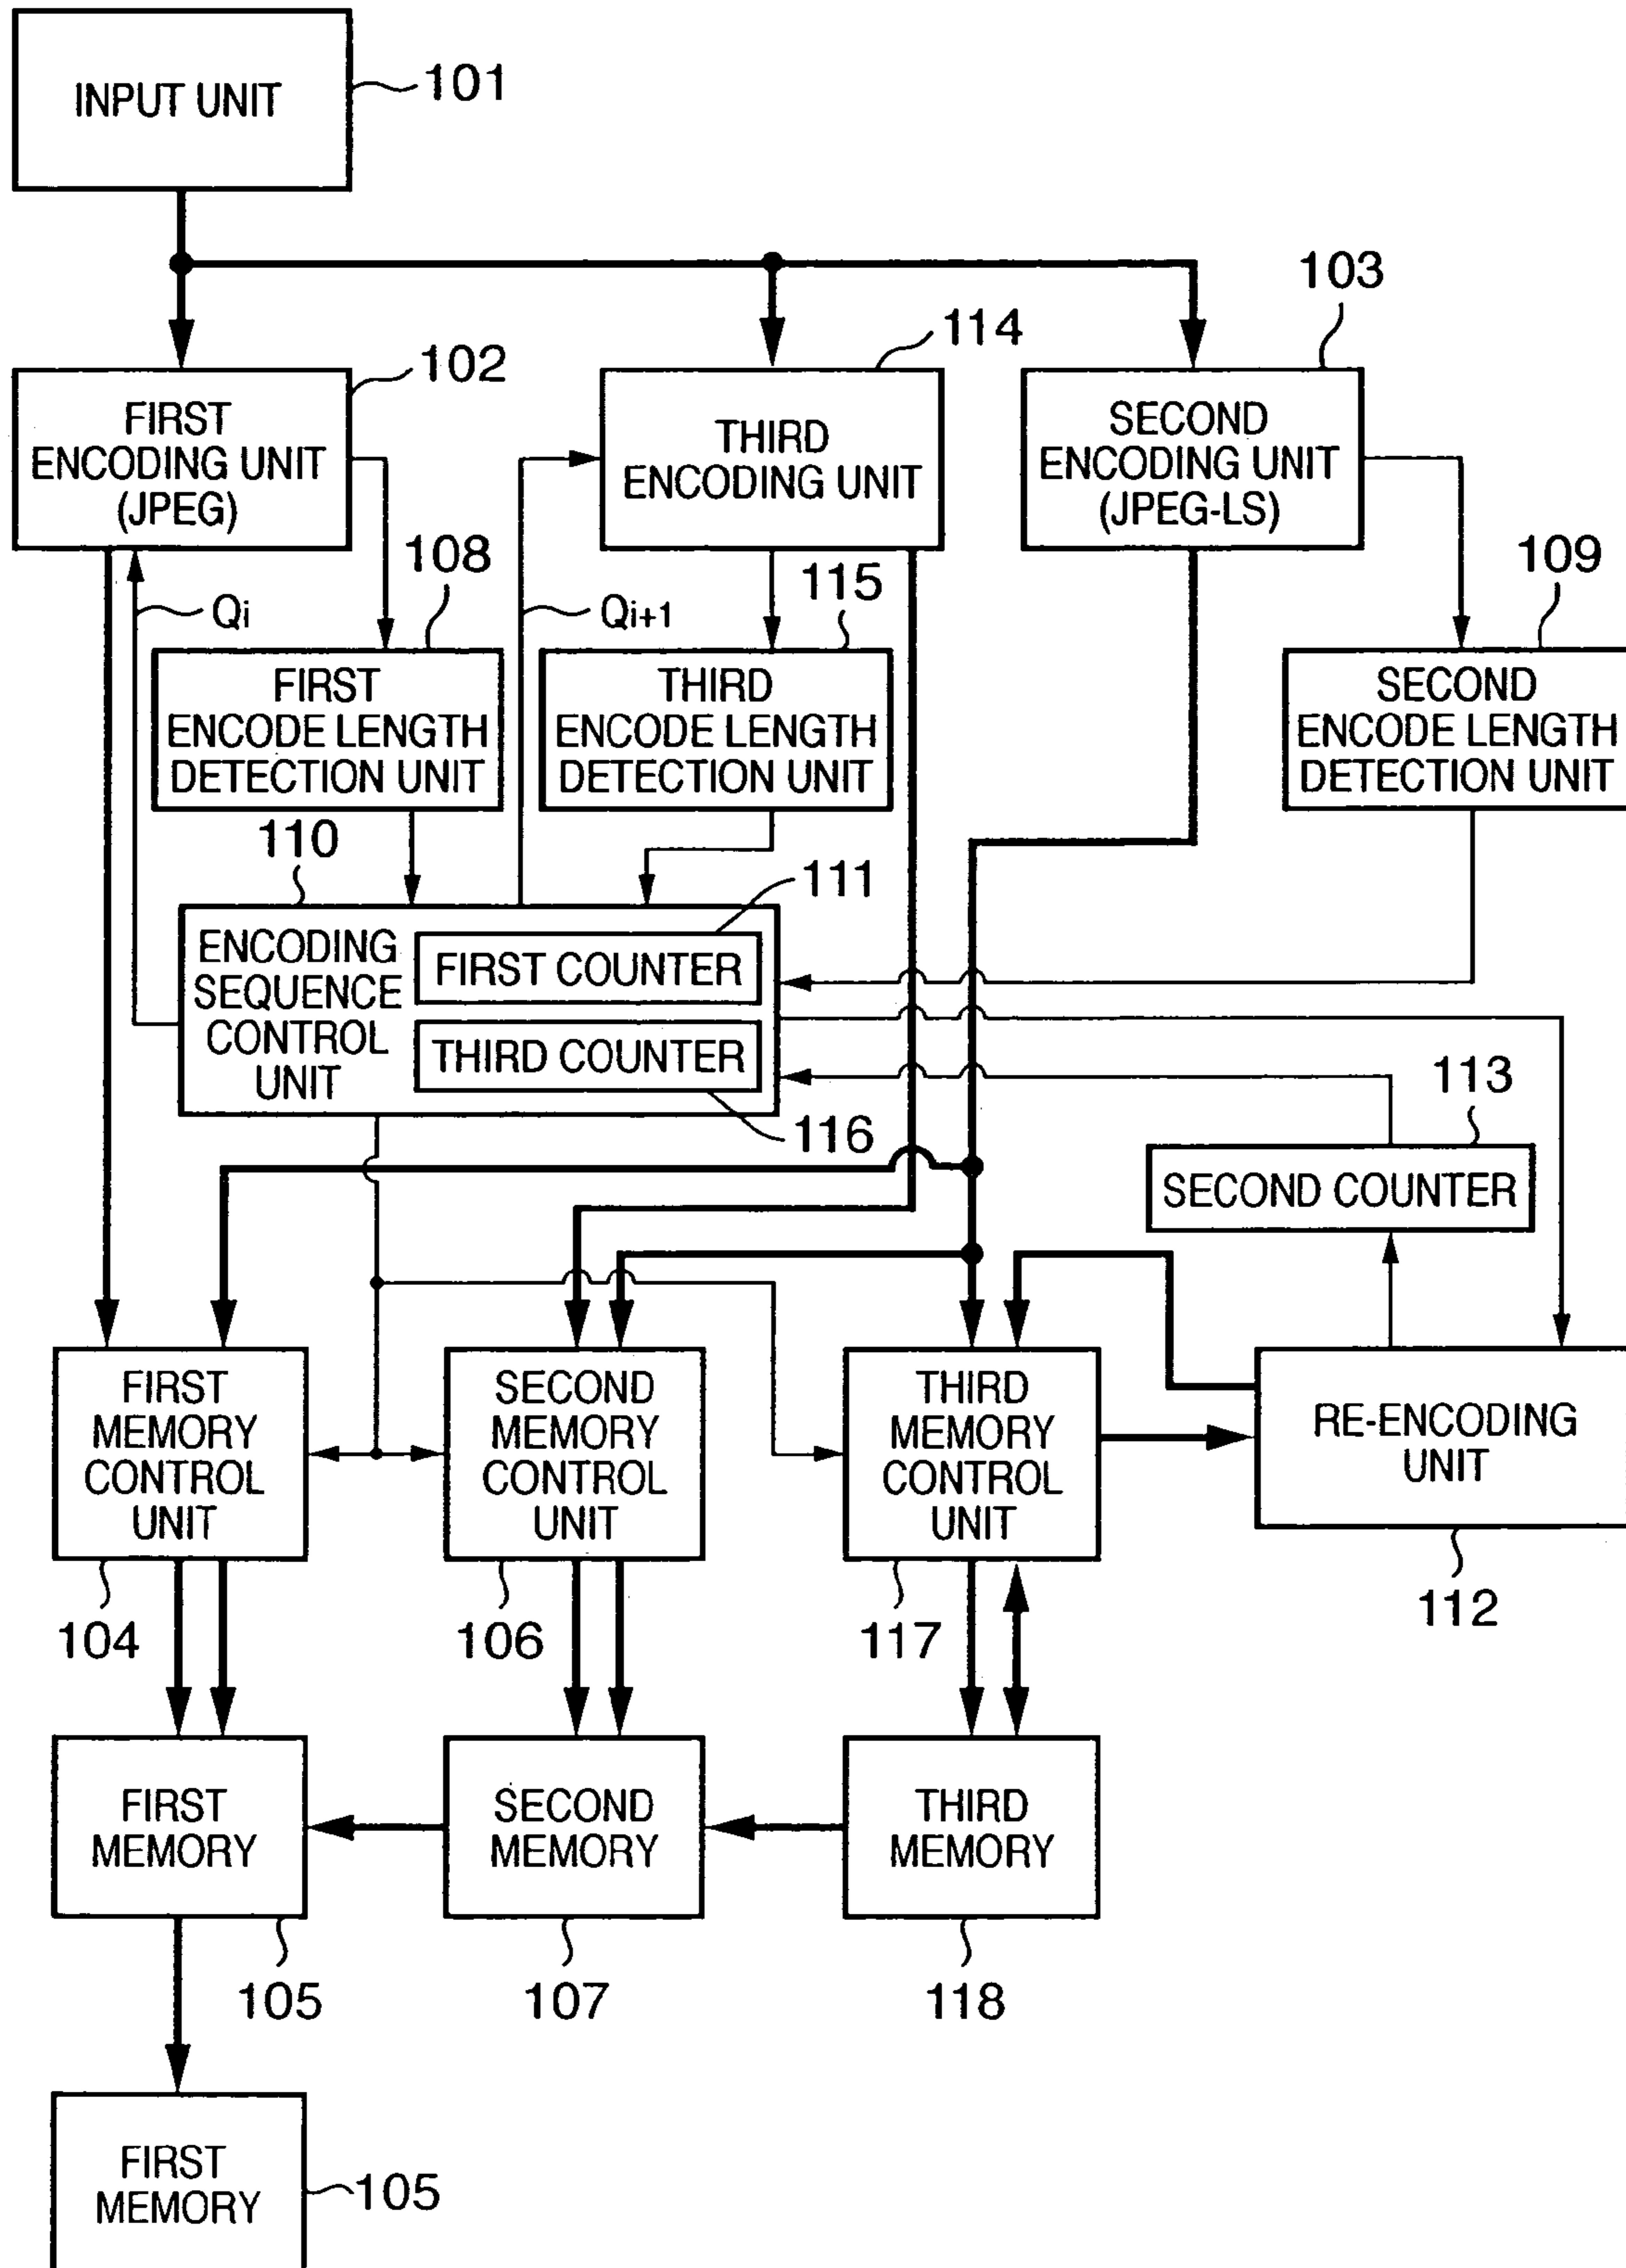 INPUT UNIT
101
103
114
102
FIRST
ENCODING UNIT
(JPEG)
THIRD
ENCODING UNIT
SECOND
ENCODING UNIT
(JPEG-LS)
108
115
109
Qi
Qi+1
FIRST
ENCODE LENGTH
DETECTION UNIT
THIRD
ENCODE LENGTH
DETECTION UNIT
SECOND
ENCODE LENGTH
DETECTION UNIT
110
111
ENCODING
SEQUENCE
CONTROL
UNIT
FIRST COUNTER
THIRD COUNTER
116
113
SECOND COUNTER
FIRST
MEMORY
CONTROL
UNIT
SECOND
MEMORY
CONTROL
UNIT
THIRD
MEMORY
CONTROL
UNIT
RE-ENCODING
UNIT
104
106
117
112
FIRST
MEMORY
SECOND
MEMORY
THIRD
MEMORY
105
107
118
FIRST
MEMORY
105